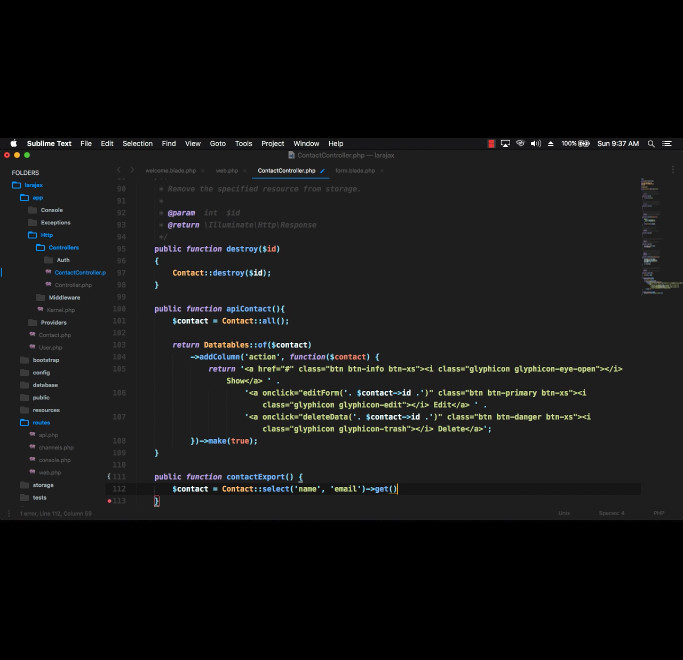 Sublime Text File Edit Selection Find View Goto Tools Project Window Help 100% Sun 9:37 AM
ContactController.php — larajax
FOLDERS
larajax
app
Console
Exceptions
Http
Controllers
Auth
ContactController.p
Controller.php
Middleware
Kernel.php
Providers
Contact.php
User.php
bootstrap
config
database
public
resources
routes
api.php
channels.php
console.php
web.php
storage
tests
welcome.blade.php × web.php × ContactController.php form.blade.php ×
90 * Remove the specified resource from storage.
91 *
92 * @param int $id
93 * @return \Illuminate\Http\Response
94 */
95 public function destroy($id)
96 {
97 Contact::destroy($id);
98 }
99
100 public function apiContact(){
101 $contact = Contact::all();
102
103 return Datatables::of($contact)
104 ->addColumn('action', function($contact) {
105 return '<a href="#" class="btn btn-info btn-xs"><i class="glyphicon glyphicon-eye-open"></i>
Show</a> ' .
106 '<a onclick="editForm('. $contact->id .')" class="btn btn-primary btn-xs"><i
class="glyphicon glyphicon-edit"></i> Edit</a> ' .
107 '<a onclick="deleteData('. $contact->id .')" class="btn btn-danger btn-xs"><i
class="glyphicon glyphicon-trash"></i> Delete</a>';
108 })->make(true);
109 }
110
111 public function contactExport() {
112 $contact = Contact::select('name', 'email')->get()
113 }
1 error, Line 112, Column 59 Unix Spaces: 4 PHP